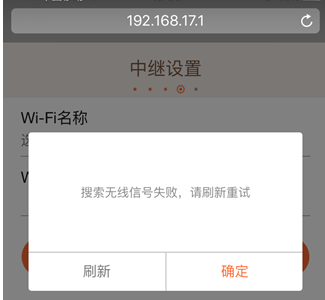 192.168.17.1
中继设置
Wi-Fi名称
搜索无线信号失败，请刷新重试
刷新
确定